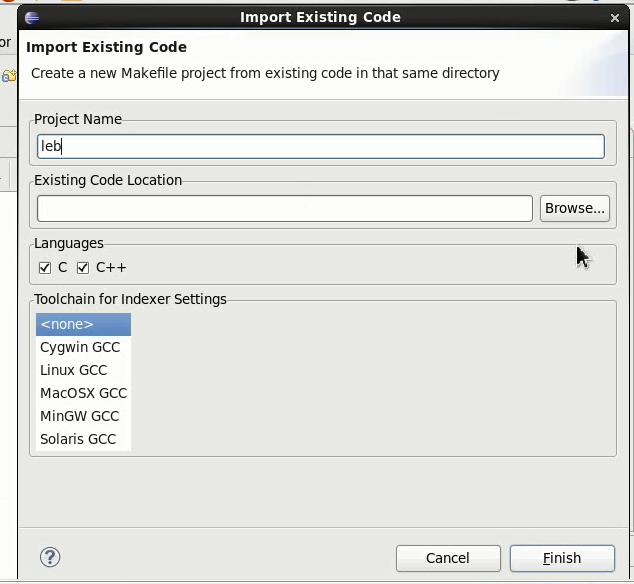 Import Existing Code
or
Import Existing Code
Create a new Makefile project from existing code in that same directory
Project Name
leb
Existing Code Location
Browse...
Languages
C C++
Toolchain for Indexer Settings
<none>
Cygwin GCC
Linux GCC
MacOSX GCC
MinGW GCC
Solaris GCC
?
Cancel Finish